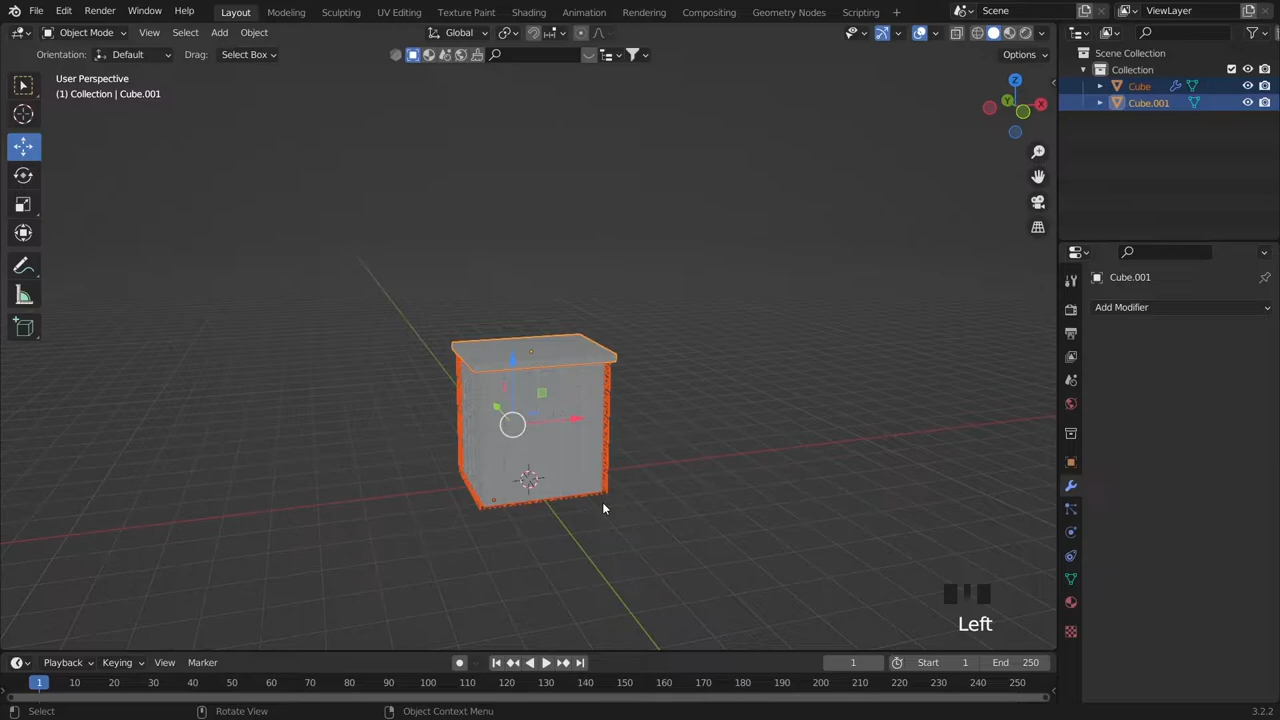 File Edit Render Window Help Layout Modeling Sculpting UV Editing Texture Paint Shading Animation Rendering Compositing Geometry Nodes Scripting Scene ViewLayer
Object Mode View Select Add Object Global
Orientation: Default Drag: Select Box Options
User Perspective
(1) Collection | Cube.001
Z
Y
X
Scene Collection
Collection
Cube
Cube.001
Cube.001
Add Modifier
Left
Playback Keying View Marker 1 Start 1 End 250
1 10 20 30 40 50 60 70 80 90 100 110 120 130 140 150 160 170 180 190 200 210 220 230 240 250
Select Rotate View Object Context Menu 3.2.2